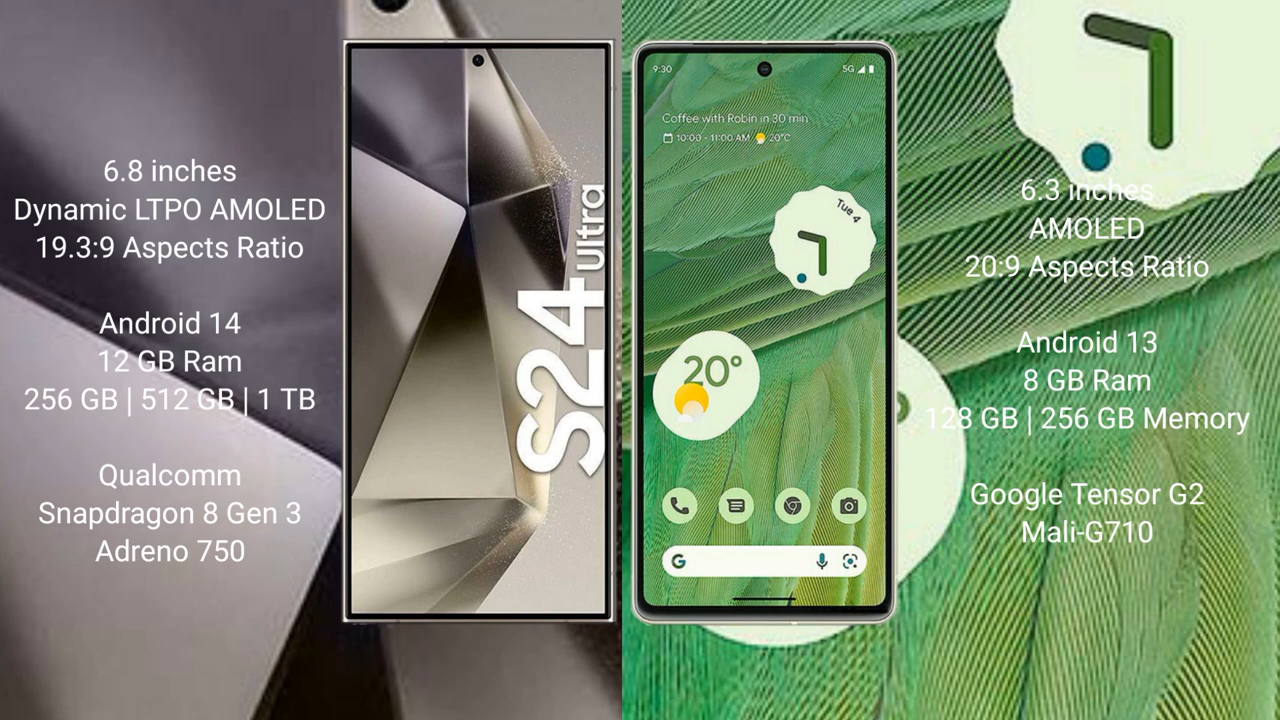 6.8 inches
Dynamic LTPO AMOLED
19.3:9 Aspects Ratio
Android 14
12 GB Ram
256 GB | 512 GB | 1 TB
Qualcomm
Snapdragon 8 Gen 3
Adreno 750
S24 Ultra
9:30
5G
Coffee with Robin in 30 min
10:00 - 11:00 AM 20°C
Tue 4
20°
G
6.3 inches
AMOLED
20:9 Aspects Ratio
Android 13
8 GB Ram
128 GB | 256 GB Memory
Google Tensor G2
Mali-G710